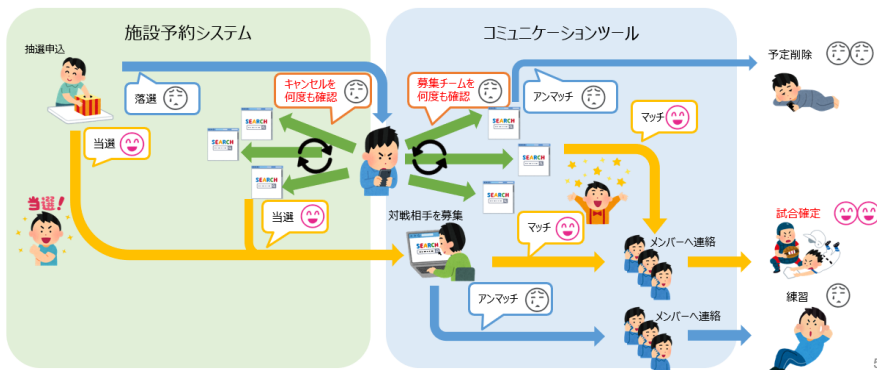 施設予約システム
コミュニケーションツール
抽選申込
予定削除
落選
キャンセルを
何度も確認
募集チームを
何度も確認
アンマッチ
SEARCH
SEARCH
SEARCH
マッチ
当選
SEARCH
SEARCH
SEARCH
当選!
当選
対戦相手を募集
マッチ
試合確定
SEARCH
メンバーへ連絡
アンマッチ
練習
メンバーへ連絡
5